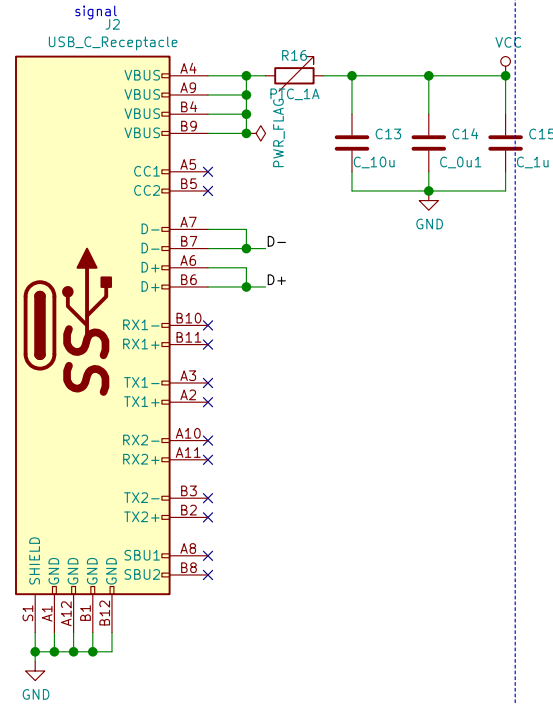 signal
J2
USB_C_Receptacle
VBUS A4
VBUS A9
VBUS B4
VBUS B9
CC1 A5
CC2 B5
D- A7
D- B7
D+ A6
D+ B6
RX1- B10
RX1+ B11
TX1- A3
TX1+ A2
RX2- A10
RX2+ A11
TX2- B3
TX2+ B2
SBU1 A8
SBU2 B8
SHIELD
GND
GND
GND
GND
S1
A1
A12
B1
B12
GND
SS
R16
PTC_1A
PWR_FLAG
D-
D+
VCC
C13
C_10u
C14
C_0u1
C15
C_1u
GND